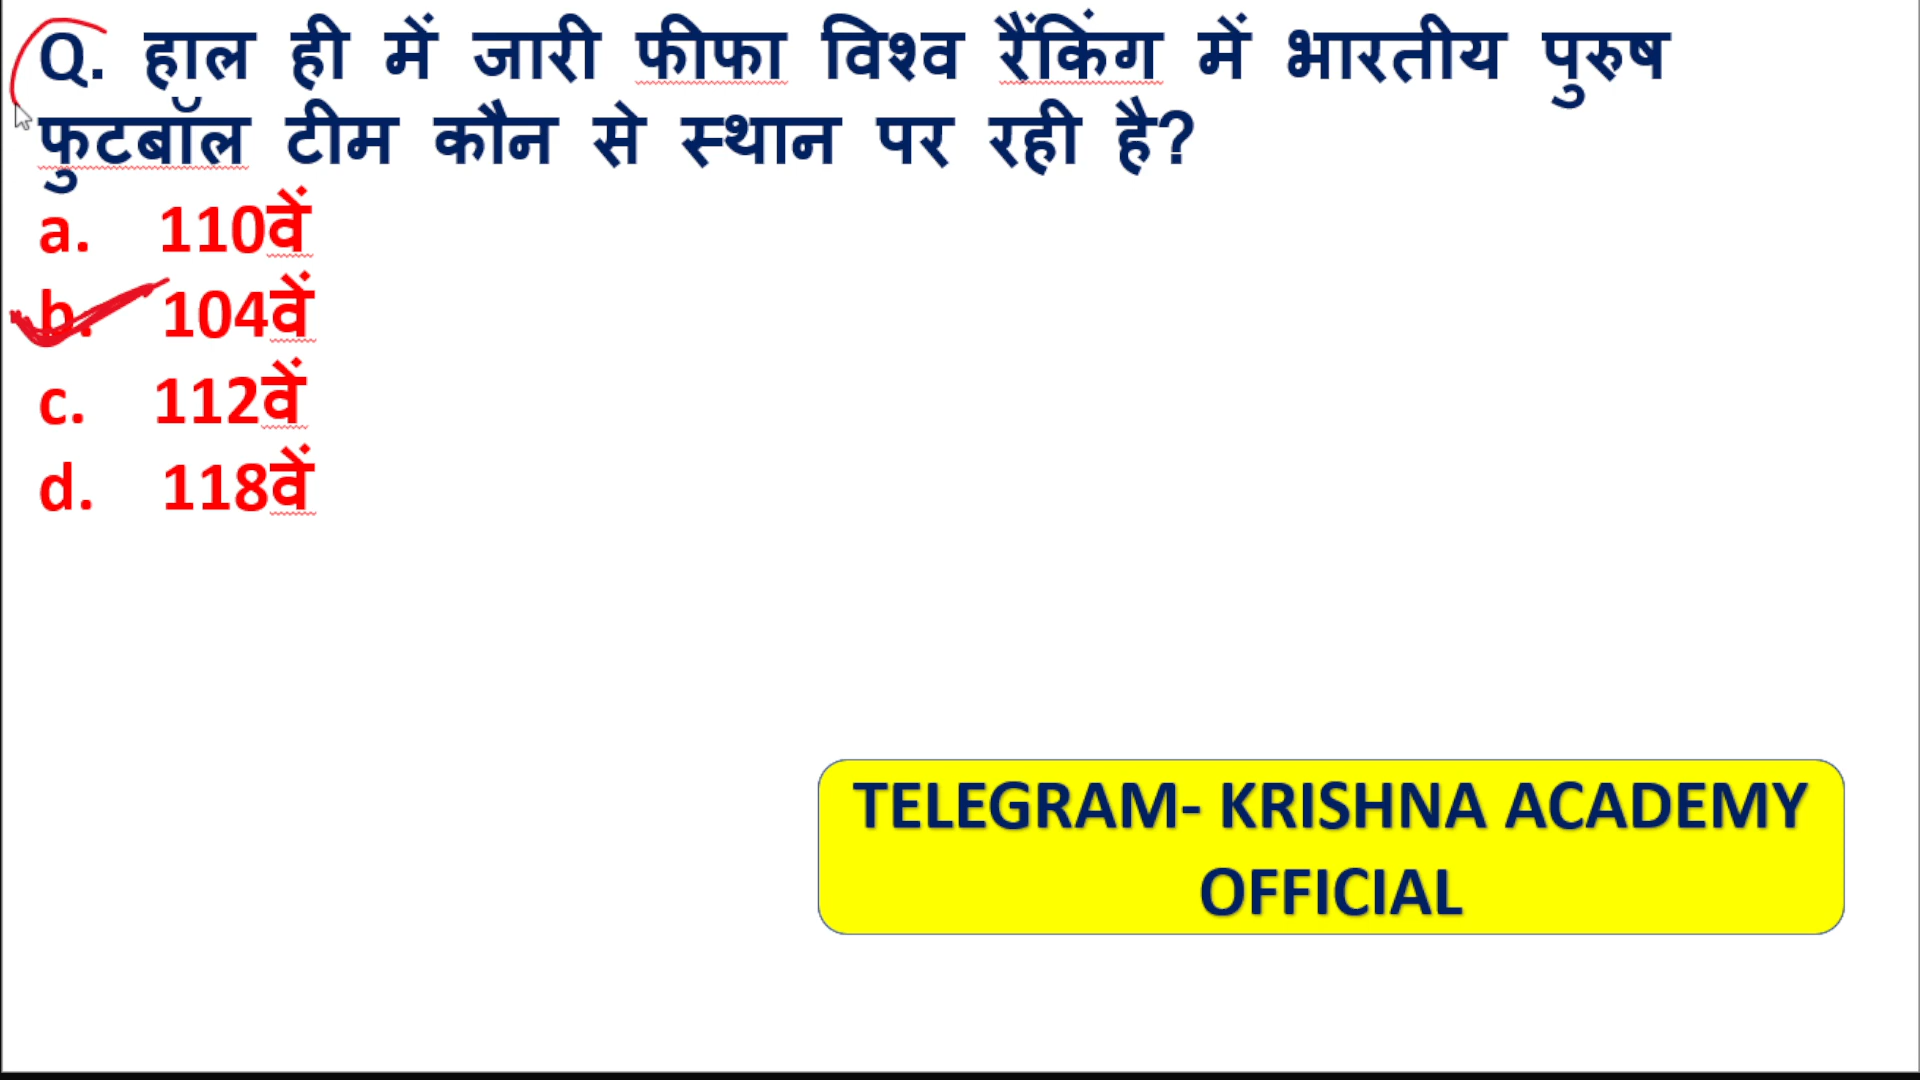 Q. हाल ही में जारी फीफा विश्व रैंकिंग में भारतीय पुरुष
फुटबॉल टीम कौन से स्थान पर रही है?
a. 110वें
b. 104वें
c. 112वें
d. 118वें
TELEGRAM- KRISHNA ACADEMY
OFFICIAL